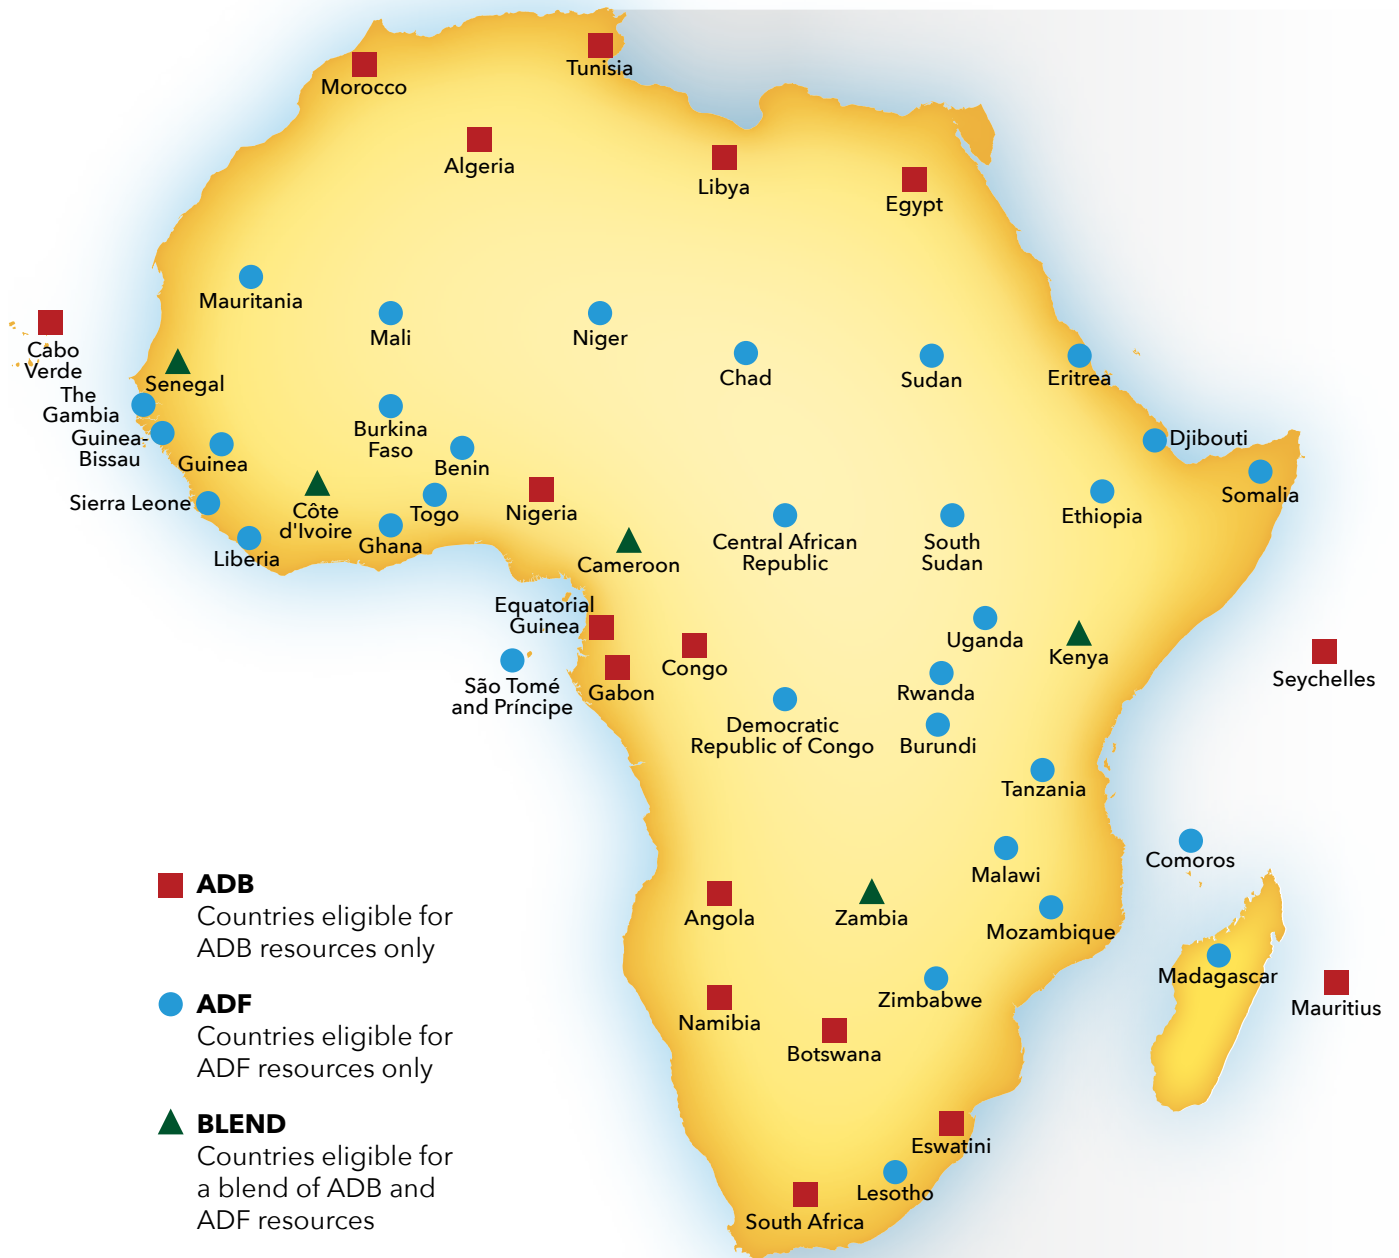 Tunisia
Morocco
Algeria
Libya
Egypt
Mauritania
Mali
Niger
Cabo
Verde
Senegal
Chad
Sudan
Eritrea
The
Gambia
Guinea-
Bissau
Guinea
Burkina
Faso
Benin
Djibouti
Somalia
Sierra Leone
Côte
d'Ivoire
Togo
Nigeria
Ethiopia
Liberia
Ghana
Cameroon
Central African
Republic
South
Sudan
Equatorial
Guinea
Uganda
Kenya
São Tomé
and Príncipe
Gabon
Congo
Rwanda
Seychelles
Democratic
Republic of Congo
Burundi
Tanzania
Comoros
Malawi
Angola
Zambia
Mozambique
Madagascar
Mauritius
Zimbabwe
Namibia
Botswana
Eswatini
Lesotho
South Africa
ADB
Countries eligible for
ADB resources only
ADF
Countries eligible for
ADF resources only
BLEND
Countries eligible for
a blend of ADB and
ADF resources